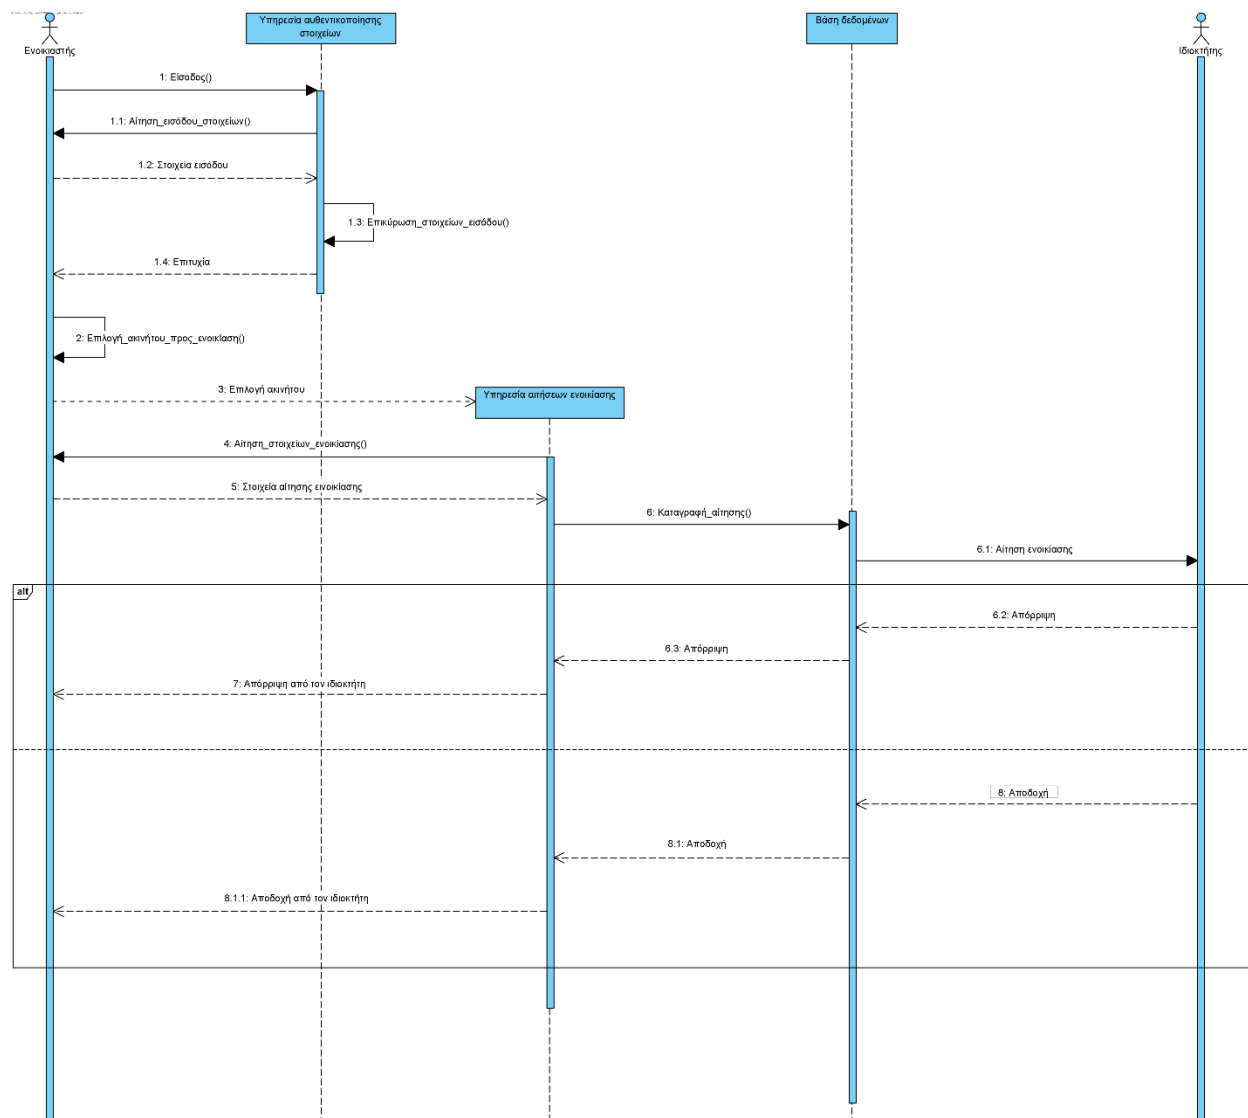 Ενοικιαστής
Υπηρεσία αυθεντικοποίησης
στοιχείων
Βάση δεδομένων
Ιδιοκτήτης
1: Είσοδος()
1.1: Αίτηση_εισόδου_στοιχείων()
1.2: Στοιχεία εισόδου
1.3: Επικύρωση_στοιχείων_εισόδου()
1.4: Επιτυχία
2: Επιλογή_ακινήτου_προς_ενοικίαση()
3: Επιλογή ακινήτου
Υπηρεσία αιτήσεων ενοικίασης
4: Αίτηση_στοιχείων_ενοικίασης()
5: Στοιχεία αίτησης εινοικίασης
6: Καταγραφή_αίτησης()
6.1: Αίτηση ενοικίασης
alt
6.2: Απόρριψη
6.3: Απόρριψη
7: Απόρριψη από τον ιδιοκτήτη
8: Αποδοχή
8.1: Αποδοχή
8.1.1: Αποδοχή από τον ιδιοκτήτη